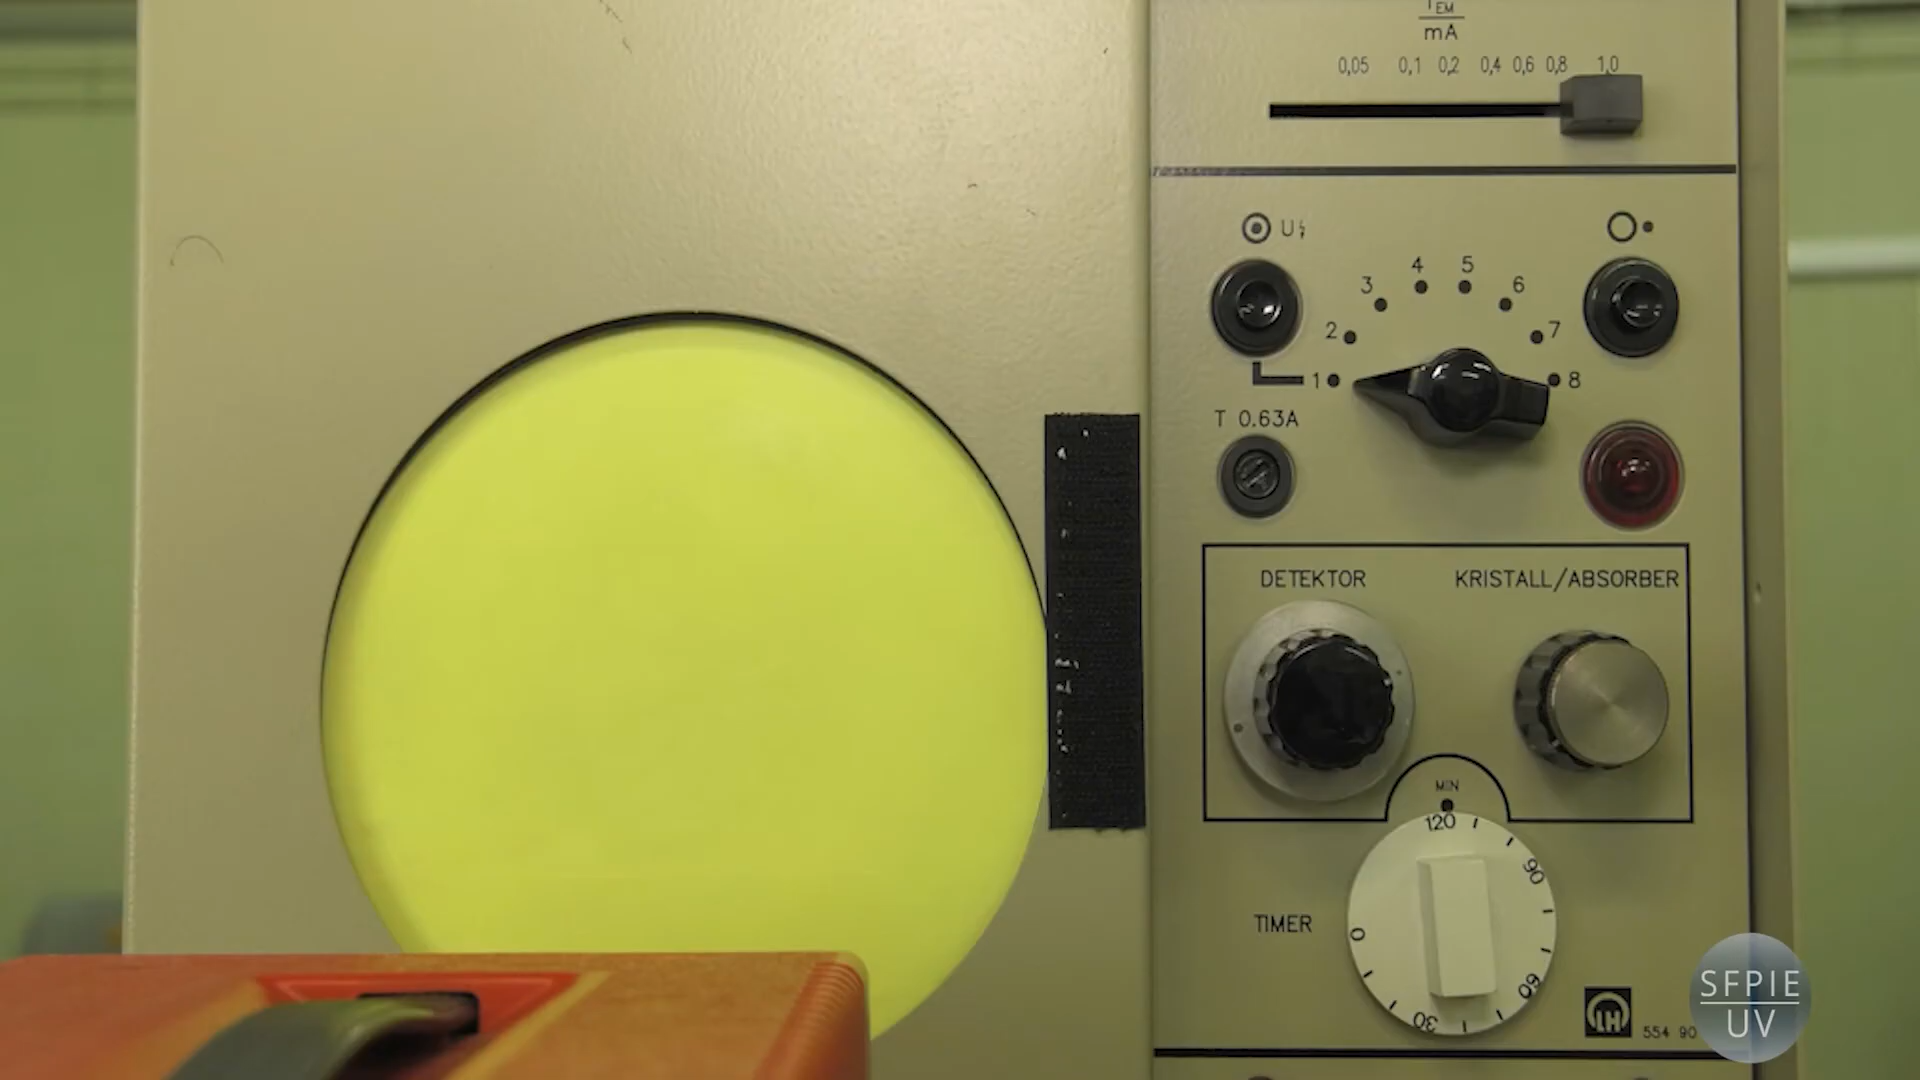 mA
0,05 0,1 0,2 0,4 0,6 0,8 1,0
U
1 2 3 4 5 6 7 8
T 0.63A
DETEKTOR KRISTALL/ABSORBER
MIN
120
90
60
30
0
TIMER
LH
554 90
SFPIE
UV